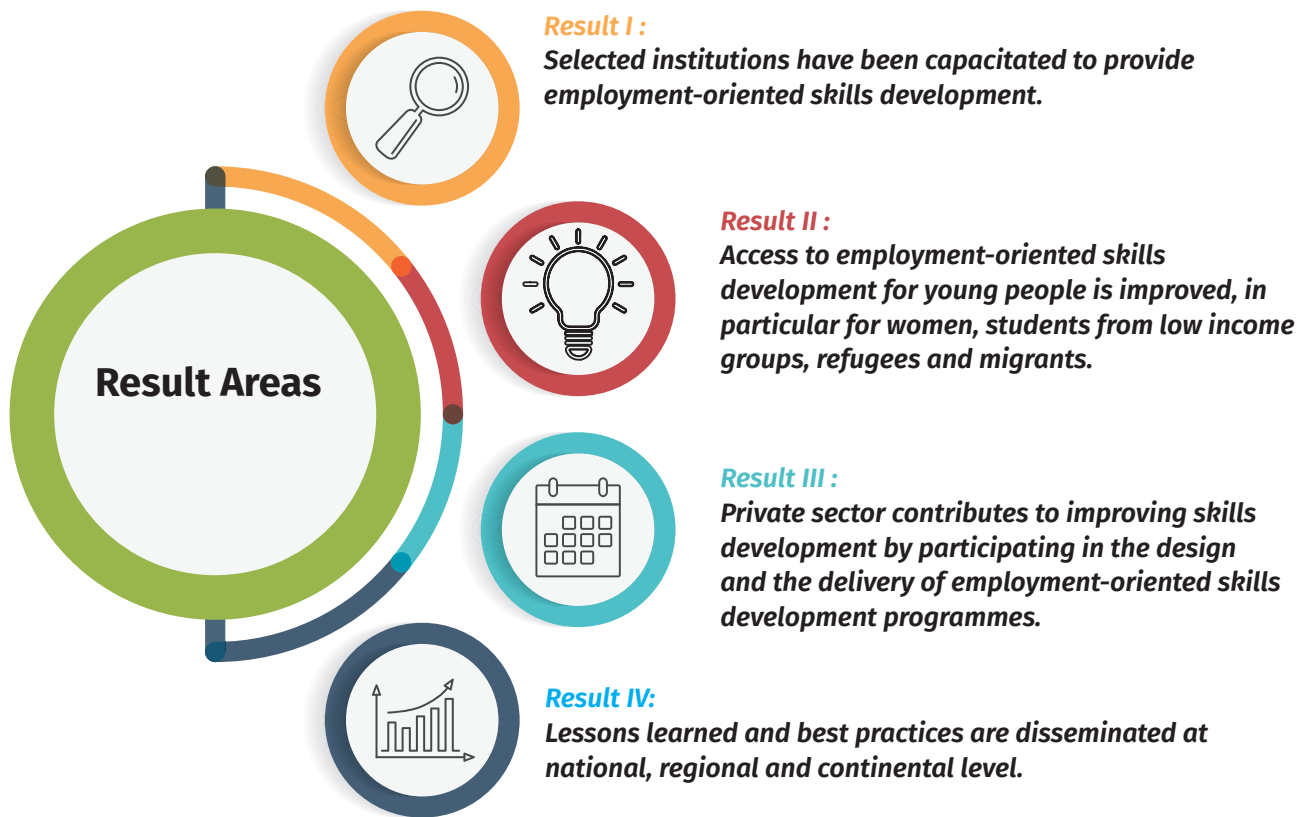 Result I :
Selected institutions have been capacitated to provide
employment-oriented skills development.
Result II :
Access to employment-oriented skills
development for young people is improved, in
particular for women, students from low income
groups, refugees and migrants.
Result Areas
Result III :
Private sector contributes to improving skills
development by participating in the design
and the delivery of employment-oriented skills
development programmes.
Result IV:
Lessons learned and best practices are disseminated at
national, regional and continental level.